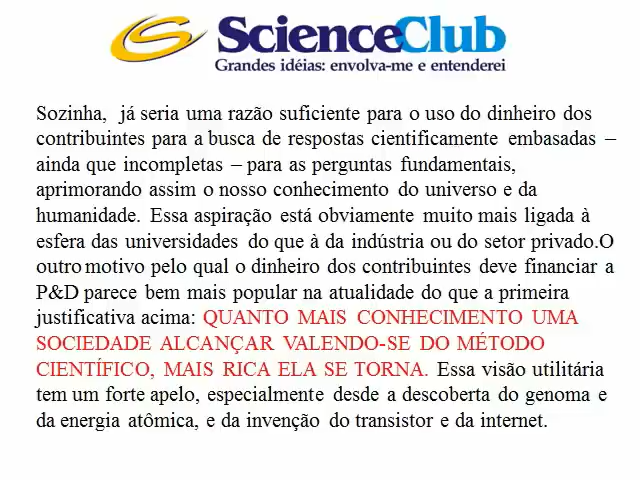 ScienceClub
Grandes idéias: envolva-me e entenderei
Sozinha, já seria uma razão suficiente para o uso do dinheiro dos
contribuintes para a busca de respostas cientificamente embasadas –
ainda que incompletas – para as perguntas fundamentais,
aprimorando assim o nosso conhecimento do universo e da
humanidade. Essa aspiração está obviamente muito mais ligada à
esfera das universidades do que à da indústria ou do setor privado.O
outro motivo pelo qual o dinheiro dos contribuintes deve financiar a
P&D parece bem mais popular na atualidade do que a primeira
justificativa acima: QUANTO MAIS CONHECIMENTO UMA
SOCIEDADE ALCANÇAR VALENDO-SE DO MÉTODO
CIENTÍFICO, MAIS RICA ELA SE TORNA. Essa visão utilitária
tem um forte apelo, especialmente desde a descoberta do genoma e
da energia atômica, e da invenção do transistor e da internet.